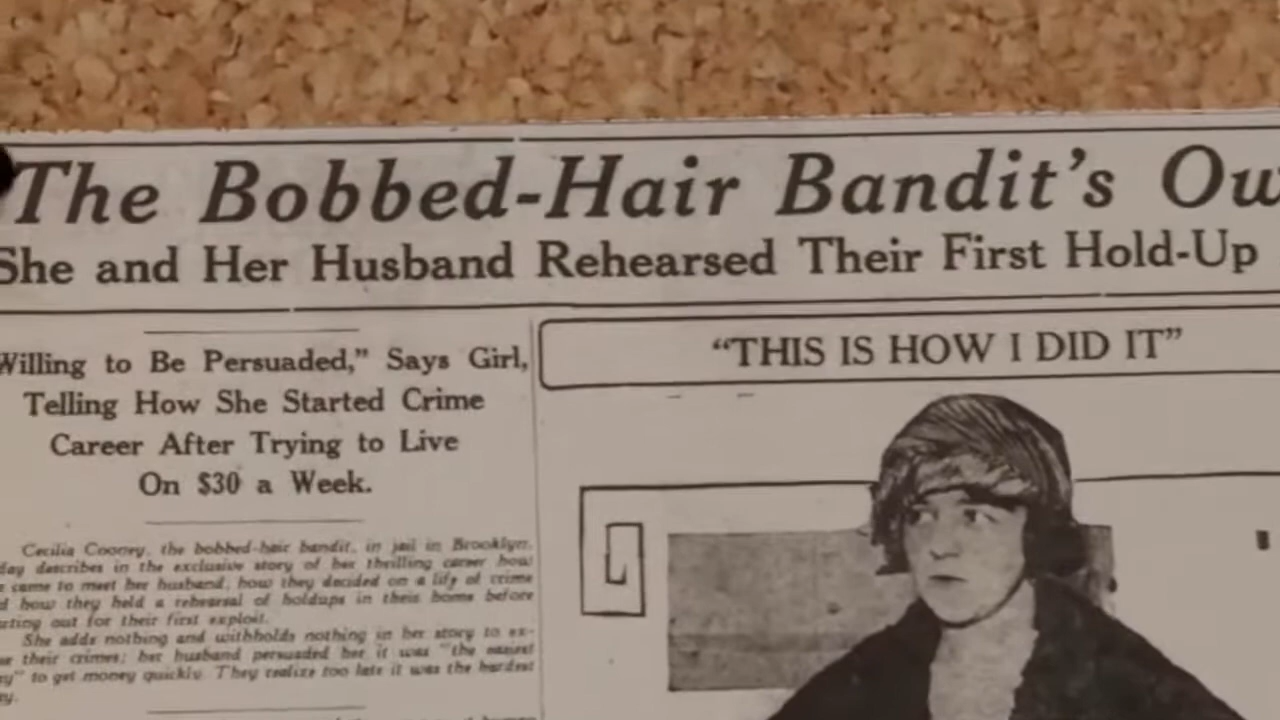 The Bobbed-Hair Bandit's Ow
She and Her Husband Rehearsed Their First Hold-Up
Willing to Be Persuaded," Says Girl,
Telling How She Started Crime
Career After Trying to Live
On $30 a Week.
"THIS IS HOW I DID IT"
Cecilia Cooney, the bobbed-hair bandit, in jail in Brooklyn,
day describes in the exclusive story of her thrilling career how
came to meet her husband, how they decided on a life of crime
how they held a rehearsal of holdups in their home before
rting out for their first exploit.
She adds nothing and withholds nothing in her story to ex-
their crimes; her husband persuaded her it was "the easiest
" to get money quickly. They realize too late it was the hardest